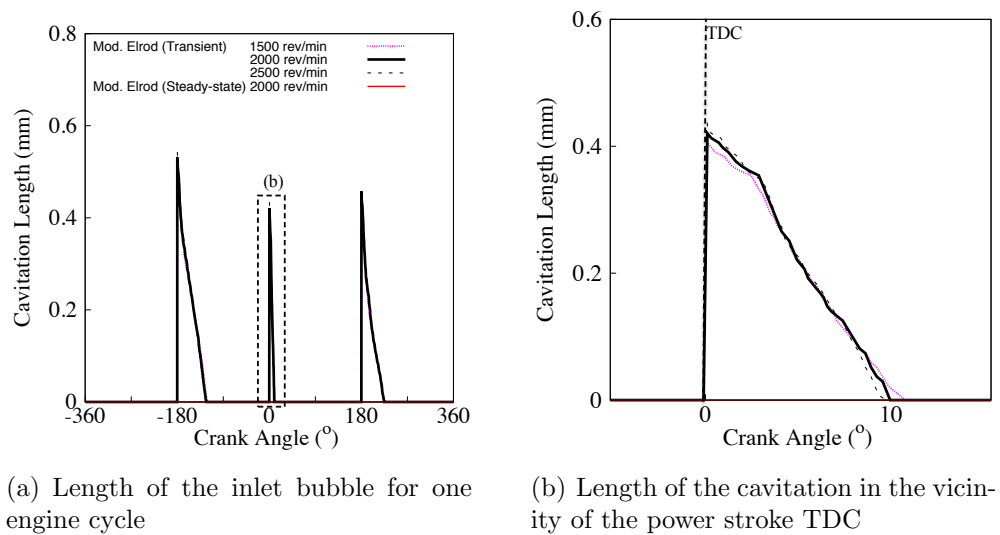 0.8
Mod. Elrod (Transient) 1500 rev/min
2000 rev/min
2500 rev/min
Mod. Elrod (Steady-state) 2000 rev/min
0.6
(b)
0.4
0.2
0
Cavitation Length (mm)
-360 -180 0 180 360
Crank Angle (°)
(a) Length of the inlet bubble for one
engine cycle
0.6
TDC
0.4
0.2
0
Cavitation Length (mm)
0 10
Crank Angle (°)
(b) Length of the cavitation in the vicin-
ity of the power stroke TDC